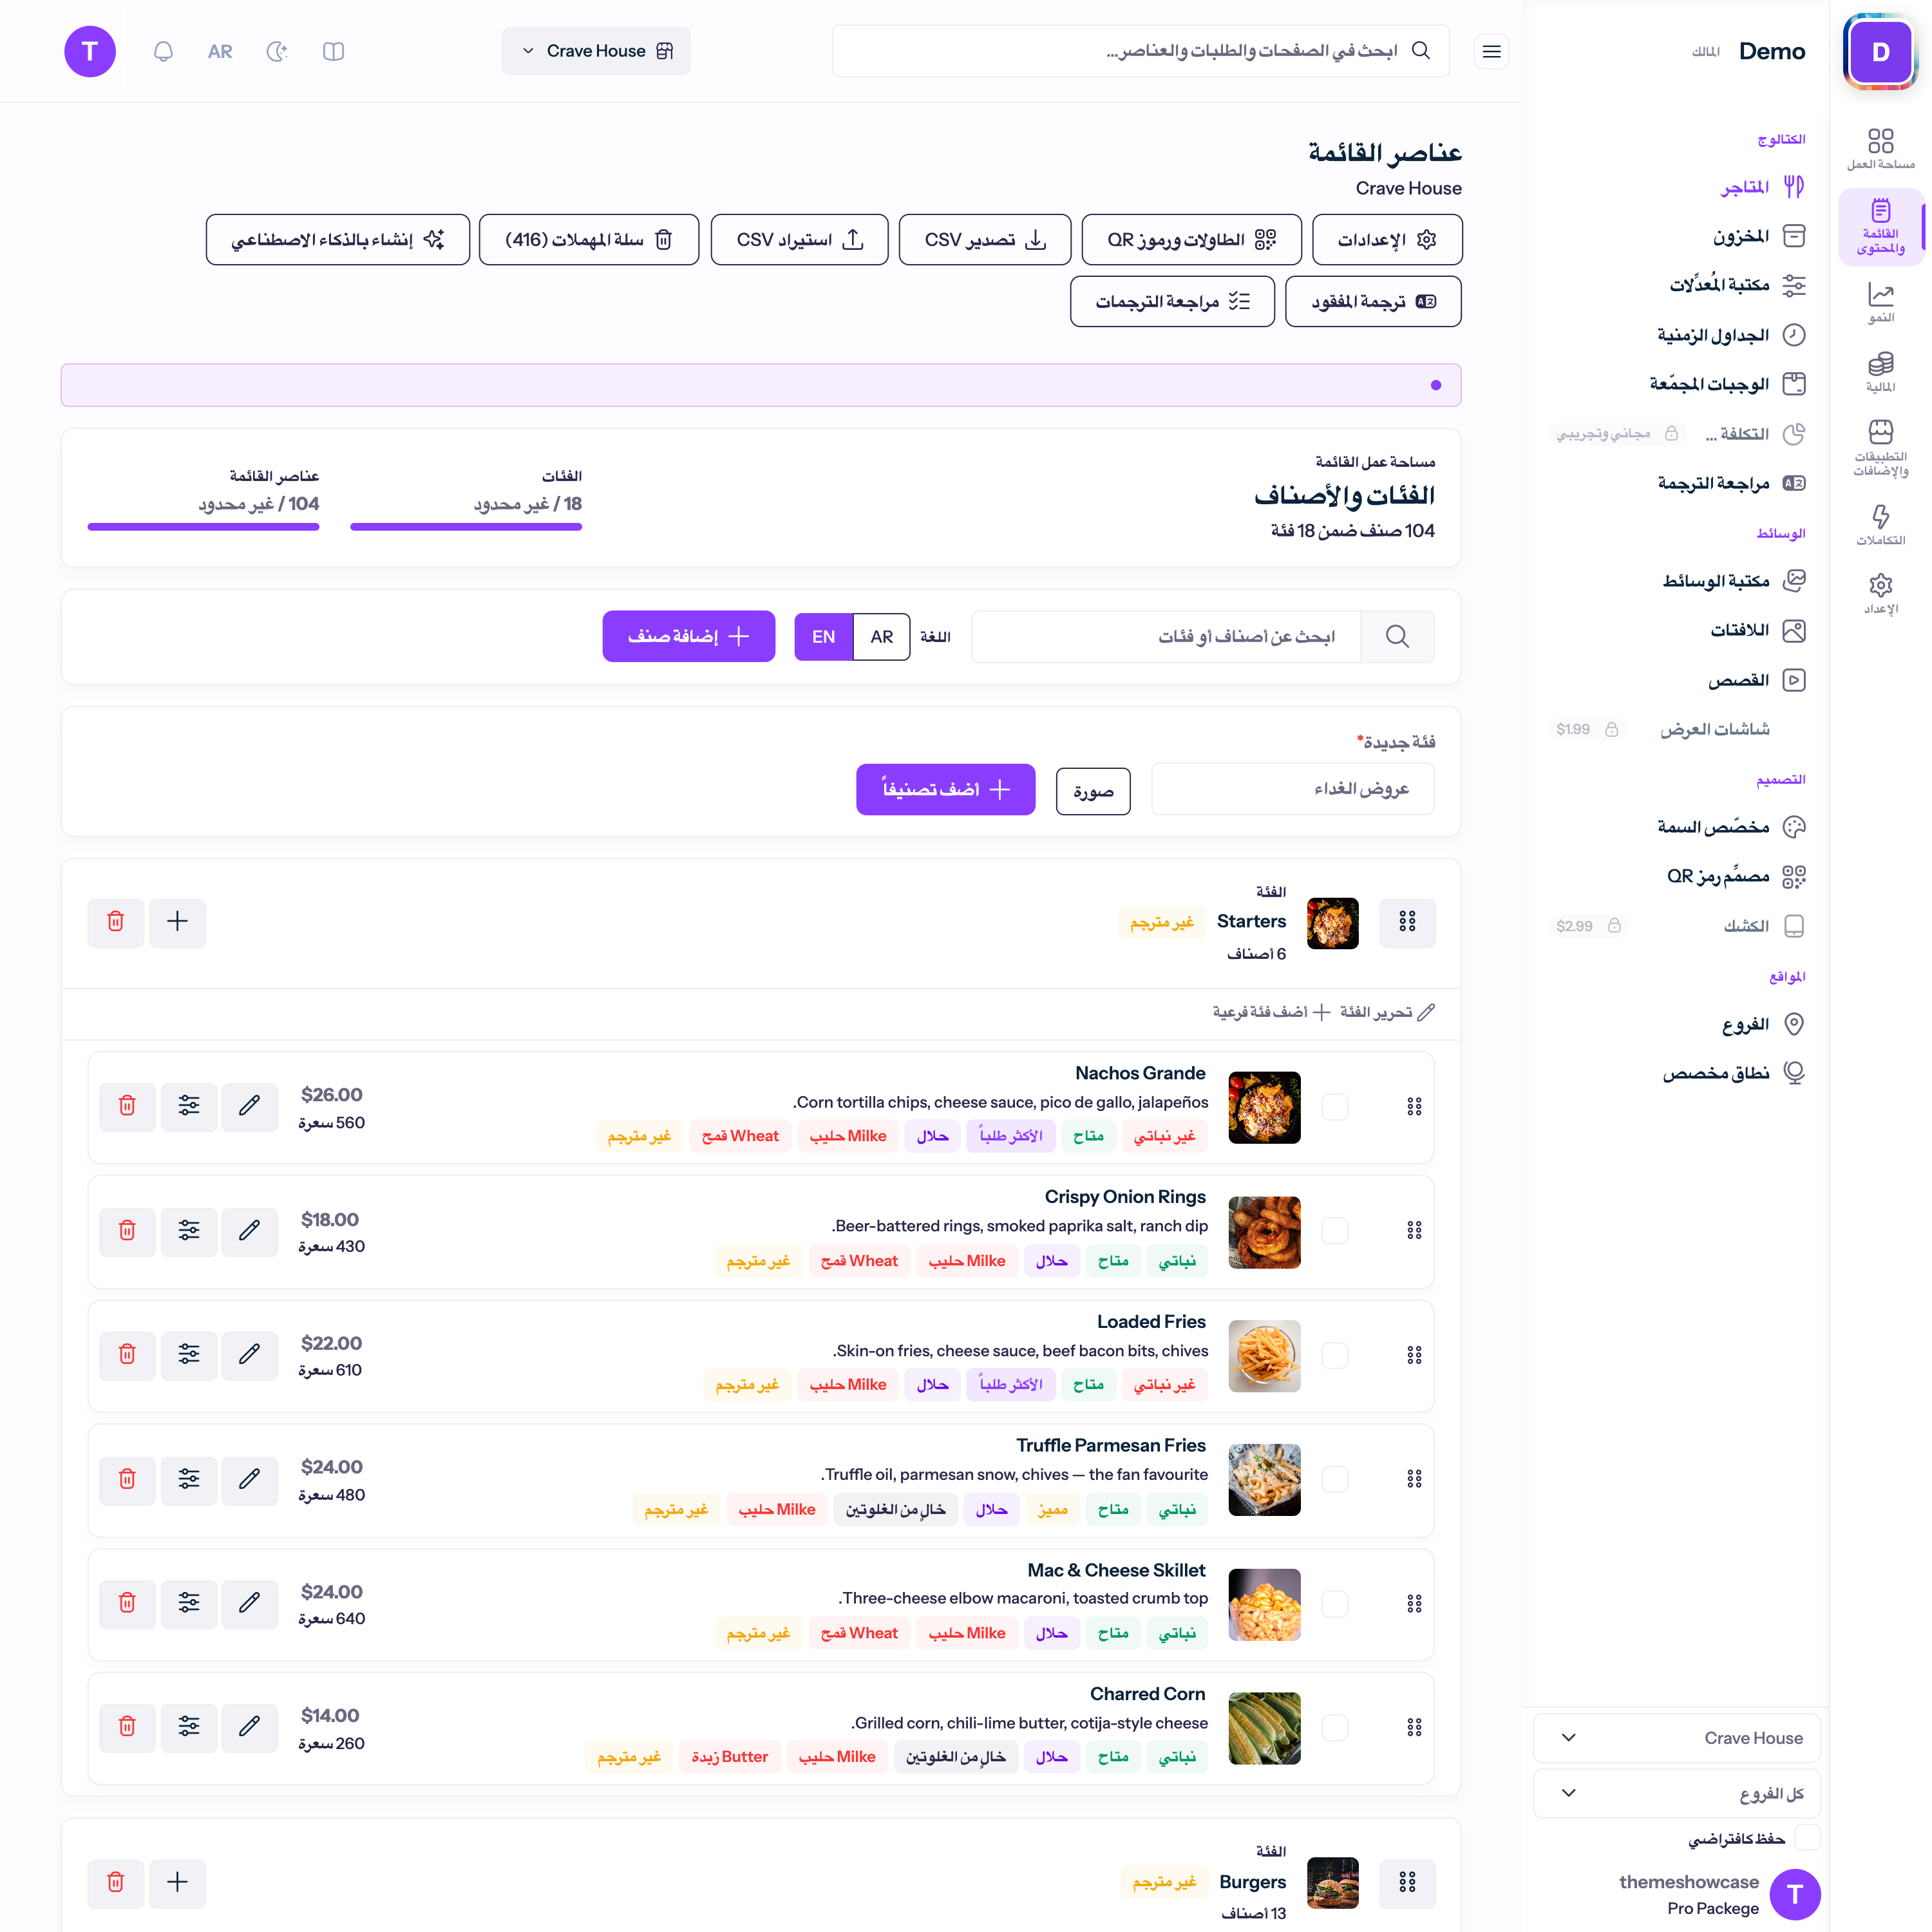 D
مساحة العمل
القائمة
والمحتوى
النمو
المالية
التطبيقات
والإضافات
التكاملات
الإعداد
Demo المالك
الكتالوج
المتاجر
المخزون
مكتبة المُعدِّلات
الجداول الزمنية
الوجبات المجمّعة
التكلفة ... مجاني وتجريبي
مراجعة الترجمة
الوسائط
مكتبة الوسائط
اللافتات
القصص
شاشات العرض $1.99
التصميم
مخصّص السمة
مصمِّم رمز QR
الكشك $2.99
المواقع
الفروع
نطاق مخصص
Crave House
كل الفروع
حفظ كافتراضي
themeshowcase
Pro Packege
T
ابحث في الصفحات والطلبات والعناصر...
Crave House
AR
T
عناصر القائمة
Crave House
الإعدادات
الطاولات ورموز QR
تصدير CSV
استيراد CSV
سلة المهملات (416)
إنشاء بالذكاء الاصطناعي
ترجمة المفقود
مراجعة الترجمات
مساحة عمل القائمة
الفئات والأصناف
104 صنف ضمن 18 فئة
الفئات
18 / غير محدود
عناصر القائمة
104 / غير محدود
ابحث عن أصناف أو فئات
اللغة
AR EN
إضافة صنف
فئة جديدة*
عروض الغداء
صورة
أضف تصنيفاً
الفئة
Starters غير مترجم
6 أصناف
تحرير الفئة أضف فئة فرعية
Nachos Grande
Corn tortilla chips, cheese sauce, pico de gallo, jalapeños.
غير نباتي متاح الأكثر طلباً حلال Milke حليب Wheat قمح غير مترجم
$26.00
560 سعرة
Crispy Onion Rings
Beer-battered rings, smoked paprika salt, ranch dip.
نباتي متاح حلال Milke حليب Wheat قمح غير مترجم
$18.00
430 سعرة
Loaded Fries
Skin-on fries, cheese sauce, beef bacon bits, chives.
غير نباتي متاح الأكثر طلباً حلال Milke حليب غير مترجم
$22.00
610 سعرة
Truffle Parmesan Fries
Truffle oil, parmesan snow, chives — the fan favourite.
نباتي متاح مميز حلال خالٍ من الغلوتين Milke حليب غير مترجم
$24.00
480 سعرة
Mac & Cheese Skillet
Three-cheese elbow macaroni, toasted crumb top.
نباتي متاح حلال Milke حليب Wheat قمح غير مترجم
$24.00
640 سعرة
Charred Corn
Grilled corn, chili-lime butter, cotija-style cheese.
نباتي متاح حلال خالٍ من الغلوتين Milke حليب Butter زبدة غير مترجم
$14.00
260 سعرة
الفئة
Burgers غير مترجم
13 أصناف